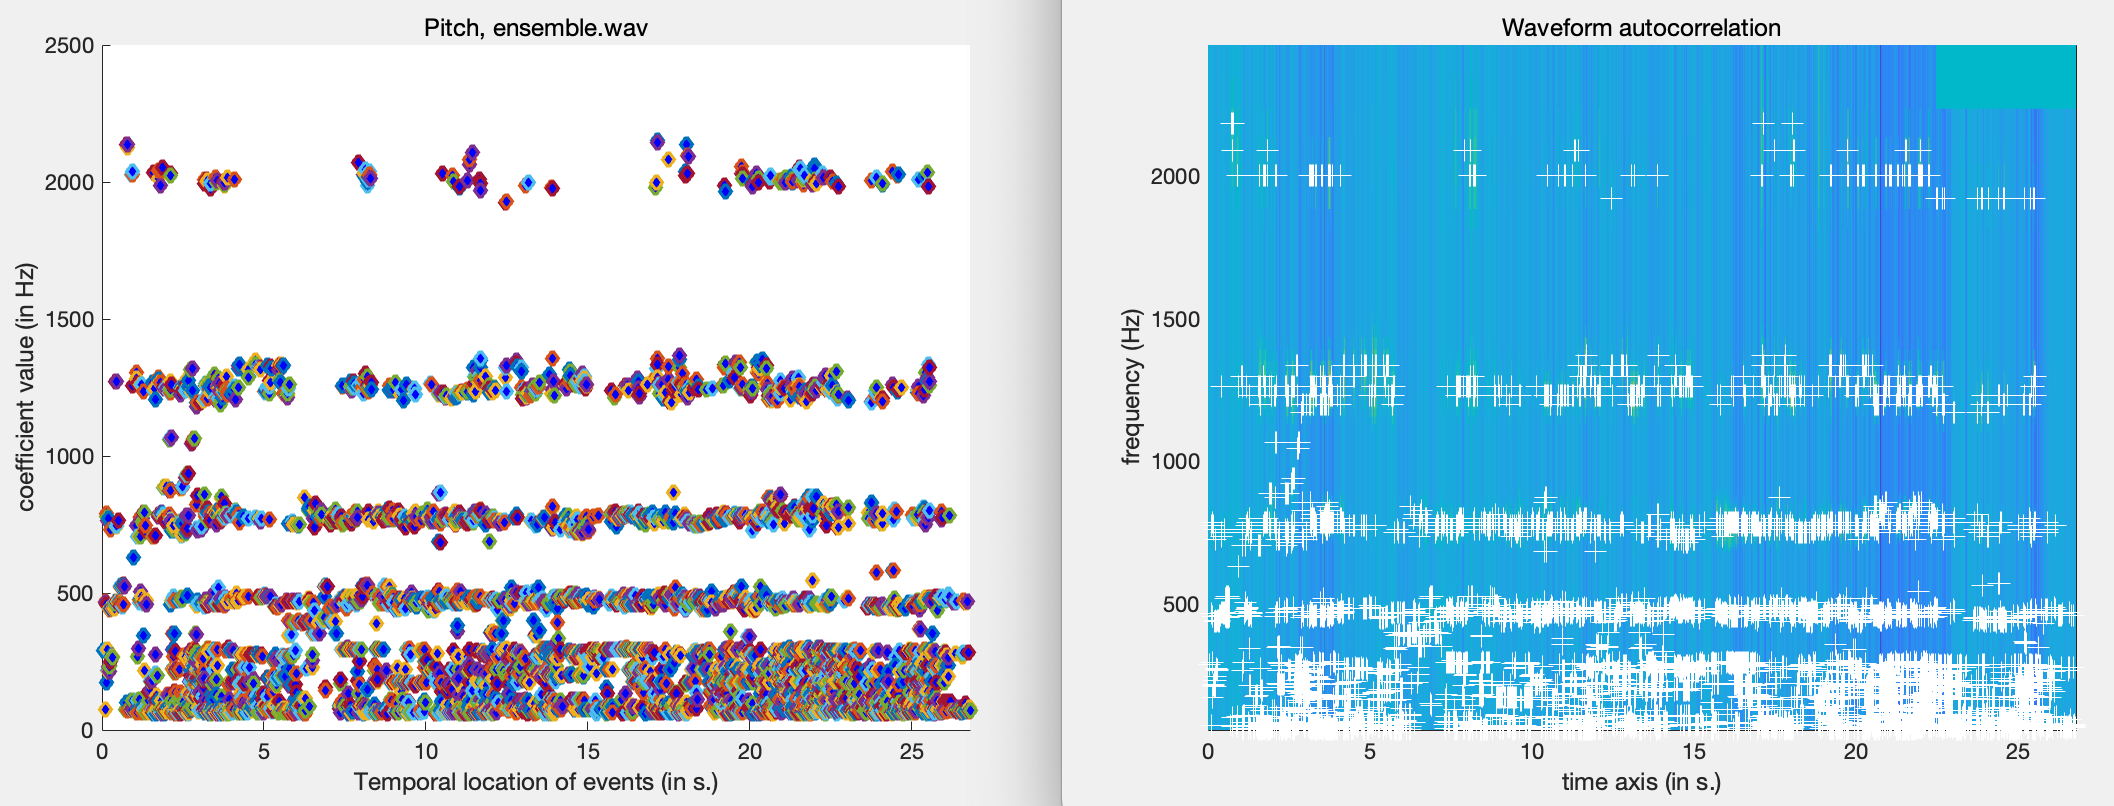 Pitch, ensemble.wav
coefficient value (in Hz)
2500
2000
1500
1000
500
0
0 5 10 15 20 25
Temporal location of events (in s.)
Waveform autocorrelation
frequency (Hz)
2000
1500
1000
500
0 5 10 15 20 25
time axis (in s.)